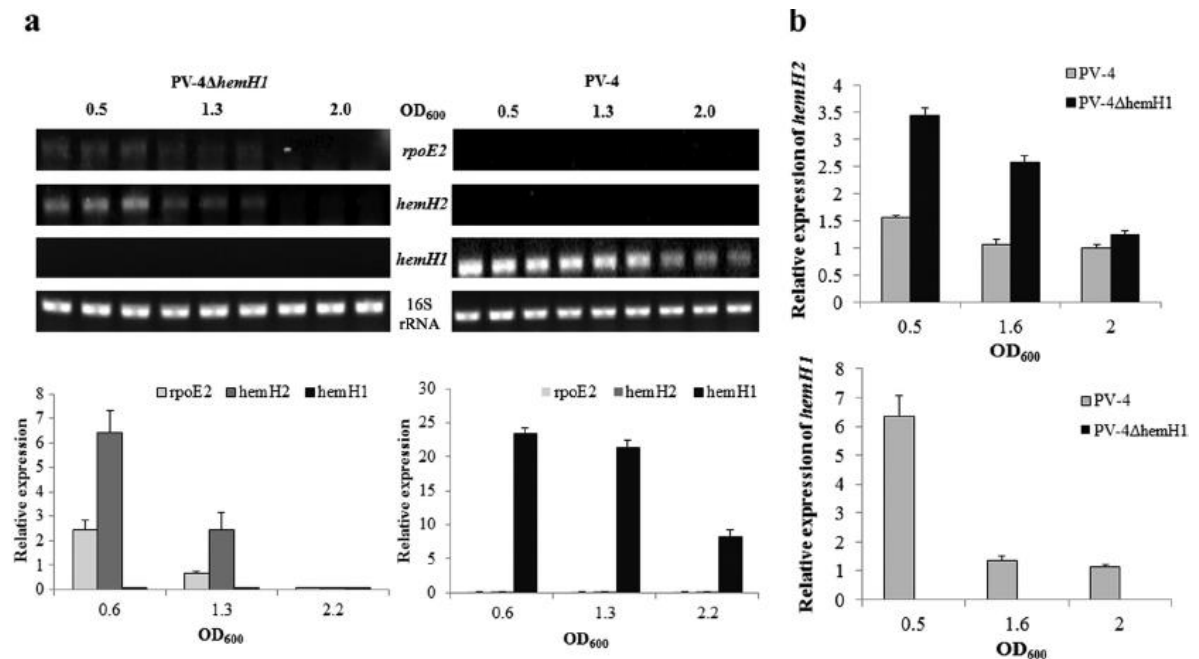 a
PV-4ΔhemH1 PV-4
0.5 1.3 2.0 OD600 0.5 1.3 2.0
rpoE2
hemH2
hemH1
16S
rRNA
rpoE2 hemH2 hemH1
Relative expression
8
7
6
5
4
3
2
1
0
0.6 1.3 2.2
OD600
rpoE2 hemH2 hemH1
Relative expression
30
25
20
15
10
5
0
0.6 1.3 2.2
OD600
b
PV-4
PV-4ΔhemH1
Relative expression of hemH2
4
3.5
3
2.5
2
1.5
1
0.5
0
0.5 1.6 2
OD600
PV-4
PV-4ΔhemH1
Relative expression of hemH1
8
7
6
5
4
3
2
1
0
0.5 1.6 2
OD600